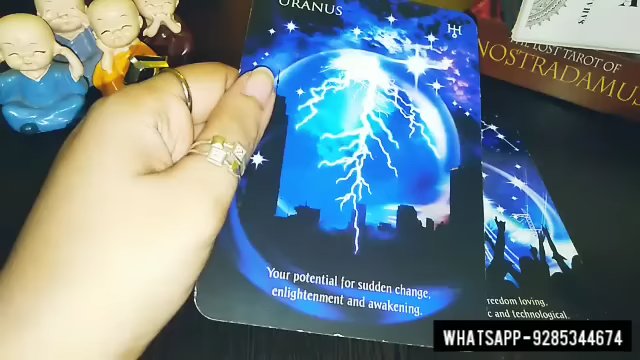 URANUS
THE LOST TAROT OF
NOSTRADAMUS
Your potential for sudden change,
enlightenment and awakening.
reedom loving,
c and technological.
WHATSAPP-9285344674